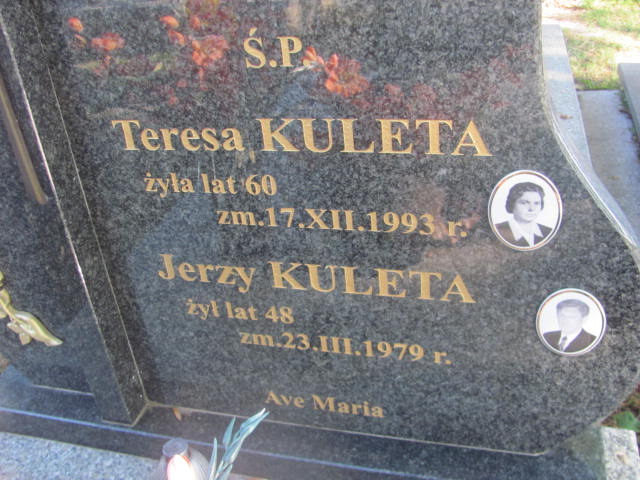 Ś.P.
Teresa KULETA
żyła lat 60
zm.17.XII.1993 r.
Jerzy KULETA
żył lat 48
zm.23.III.1979 r.
Ave Maria